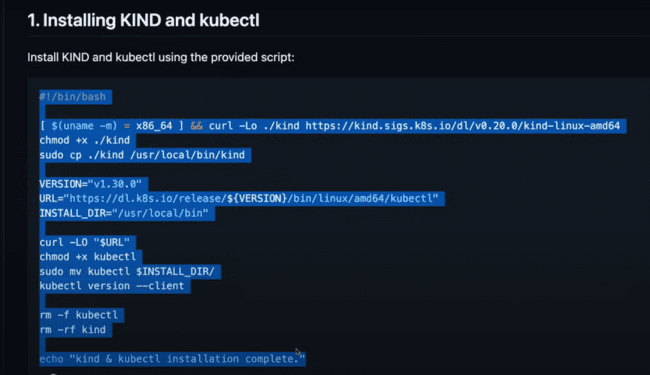 1. Installing KIND and kubectl
Install KIND and kubectl using the provided script:
#!/bin/bash
[ $(uname -m) = x86_64 ] && curl -Lo ./kind https://kind.sigs.k8s.io/dl/v0.20.0/kind-linux-amd64
chmod +x ./kind
sudo cp ./kind /usr/local/bin/kind
VERSION="v1.30.0"
URL="https://dl.k8s.io/release/${VERSION}/bin/linux/amd64/kubectl"
INSTALL_DIR="/usr/local/bin"
curl -LO "$URL"
chmod +x kubectl
sudo mv kubectl $INSTALL_DIR/
kubectl version --client
rm -f kubectl
rm -rf kind
echo "kind & kubectl installation complete."